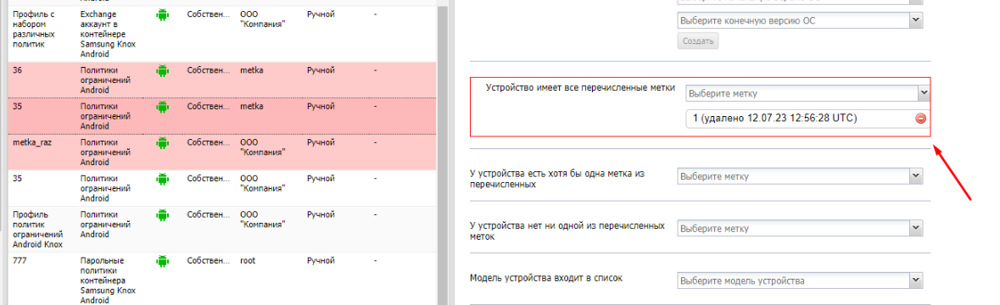 Android
Профиль с
набором
различных
политик
Exchange
аккаунт в
контейнере
Samsung Knox
Android
Собствен...
ООО
"Компания"
Ручной
-
36
Политики
ограничений
Android
Собствен...
metka
Ручной
-
35
Политики
ограничений
Android
Собствен...
metka
Ручной
-
metka_raz
Политики
ограничений
Android
Собствен...
ООО
"Компания"
Ручной
-
35
Политики
ограничений
Android
Собствен...
ООО
"Компания"
Ручной
-
Профиль
политик
ограничений
Android Knox
Политики
ограничений
Android
Собствен...
ООО
"Компания"
Ручной
-
777
Парольные
политики
контейнера
Samsung Knox
Android
Собствен...
root
Ручной
-
Выберите конечную версию ОС
Создать
Устройство имеет все перечисленные метки
Выберите метку
1 (удалено 12.07.23 12:56:28 UTC)
У устройства есть хотя бы одна метка из
перечисленных
Выберите метку
У устройства нет ни одной из перечисленных
меток
Выберите метку
Модель устройства входит в список
Выберите модель устройства